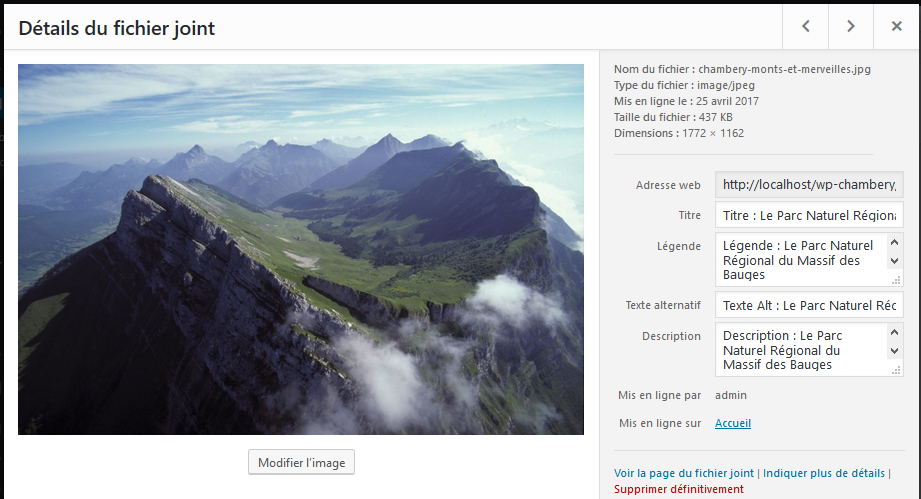 Détails du fichier joint
Nom du fichier : chambery-monts-et-merveilles.jpg
Type du fichier : image/jpeg
Mis en ligne le : 25 avril 2017
Taille du fichier : 437 KB
Dimensions : 1772 × 1162
Adresse web http://localhost/wp-chambery,
Titre Titre : Le Parc Naturel Régiona
Légende Légende : Le Parc Naturel
Régional du Massif des
Bauges
Texte alternatif Texte Alt : Le Parc Naturel Réc
Description Description : Le Parc
Naturel Régional du
Massif des Bauges
Mis en ligne par admin
Mis en ligne sur Accueil
Modifier l'image
Voir la page du fichier joint | Indiquer plus de détails |
Supprimer définitivement